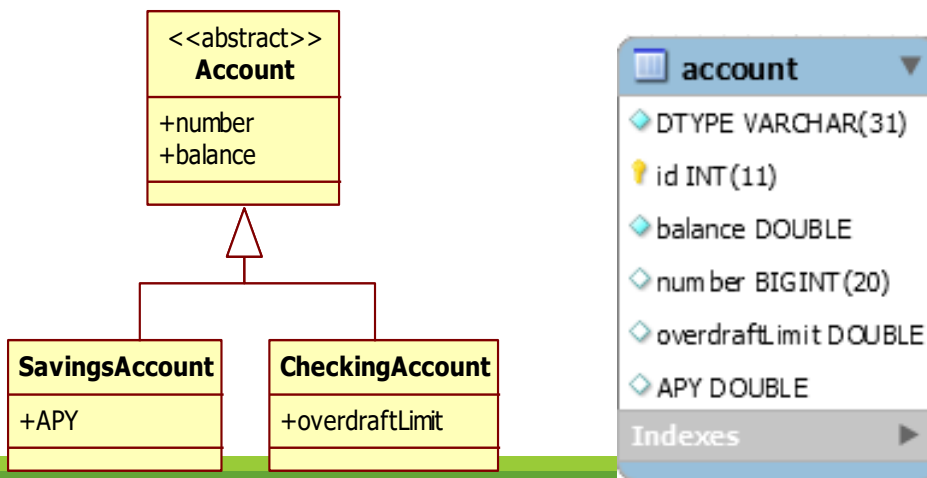 <<abstract>>
Account
+number
+balance
SavingsAccount
+APY
CheckingAccount
+overdraftLimit
account
DTYPE VARCHAR(31)
id INT(11)
balance DOUBLE
number BIGINT(20)
overdraftLimit DOUBLE
APY DOUBLE
Indexes